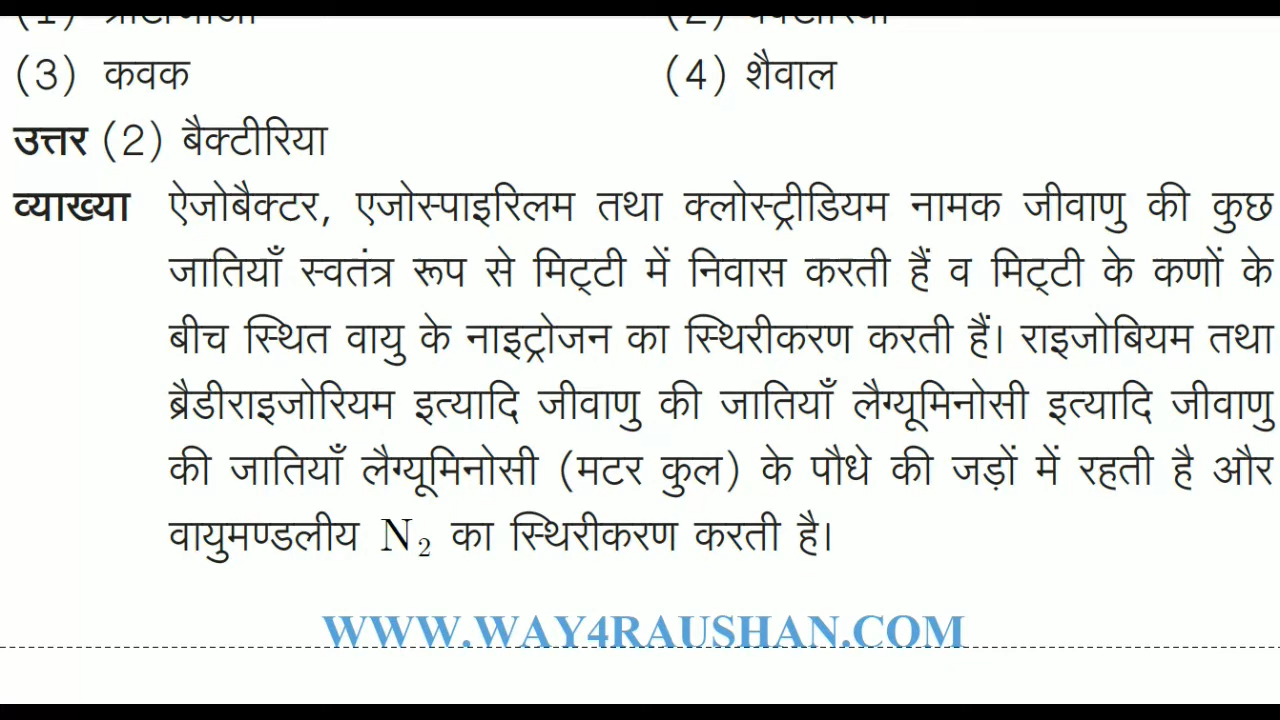 (3) कवक (4) शैवाल
उत्तर (2) बैक्टीरिया
व्याख्या ऐजोबैक्टर, एजोस्पाइरिलम तथा क्लोस्ट्रीडियम नामक जीवाणु की कुछ
जातियाँ स्वतंत्र रूप से मिट्टी में निवास करती हैं व मिट्टी के कणों के
बीच स्थित वायु के नाइट्रोजन का स्थिरीकरण करती हैं। राइजोबियम तथा
ब्रैडीराइजोरियम इत्यादि जीवाणु की जातियाँ लैग्यूमिनोसी इत्यादि जीवाणु
की जातियाँ लैग्यूमिनोसी (मटर कुल) के पौधे की जड़ों में रहती है और
वायुमण्डलीय N₂ का स्थिरीकरण करती है।
WWW.WAY4RAUSHAN.COM